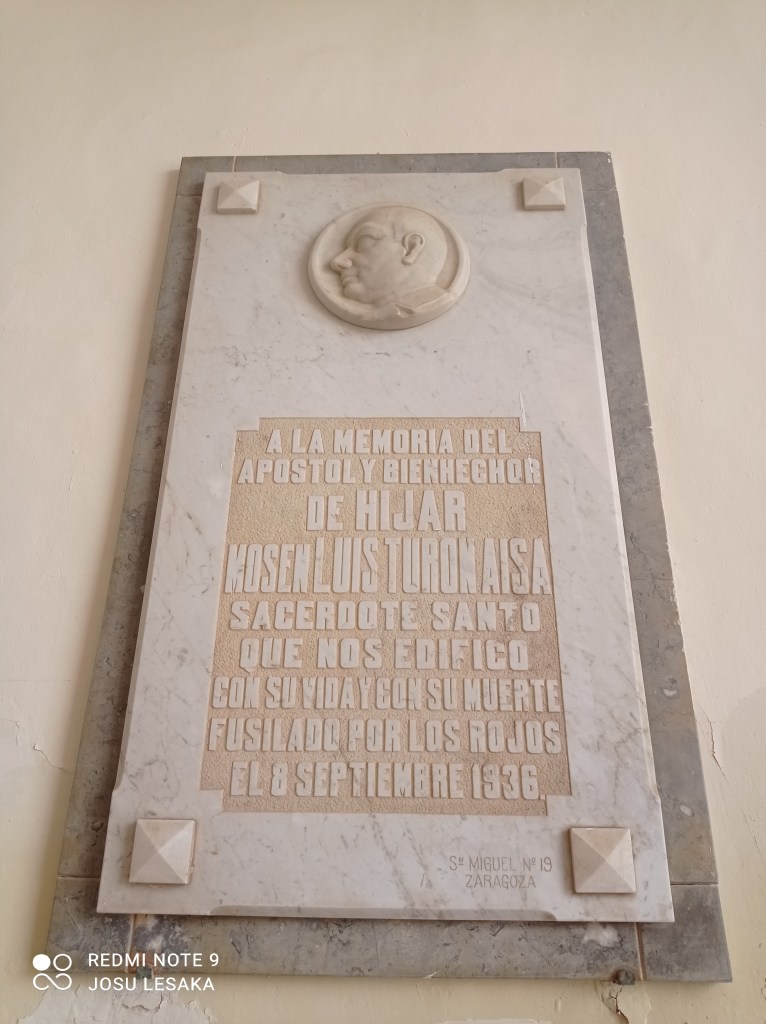 A LA MEMORIA DEL
APOSTOL Y BIENHECHOR
DE HIJAR
MOSEN LUIS TURON AISA
SACERDOTE SANTO
QUE NOS EDIFICO
CON SU VIDA Y CON SU MUERTE
FUSILADO POR LOS ROJOS
EL 8 SEPTIEMBRE 1936.
Sn MIGUEL Nº 19
ZARAGOZA
REDMI NOTE 9
JOSU LESAKA